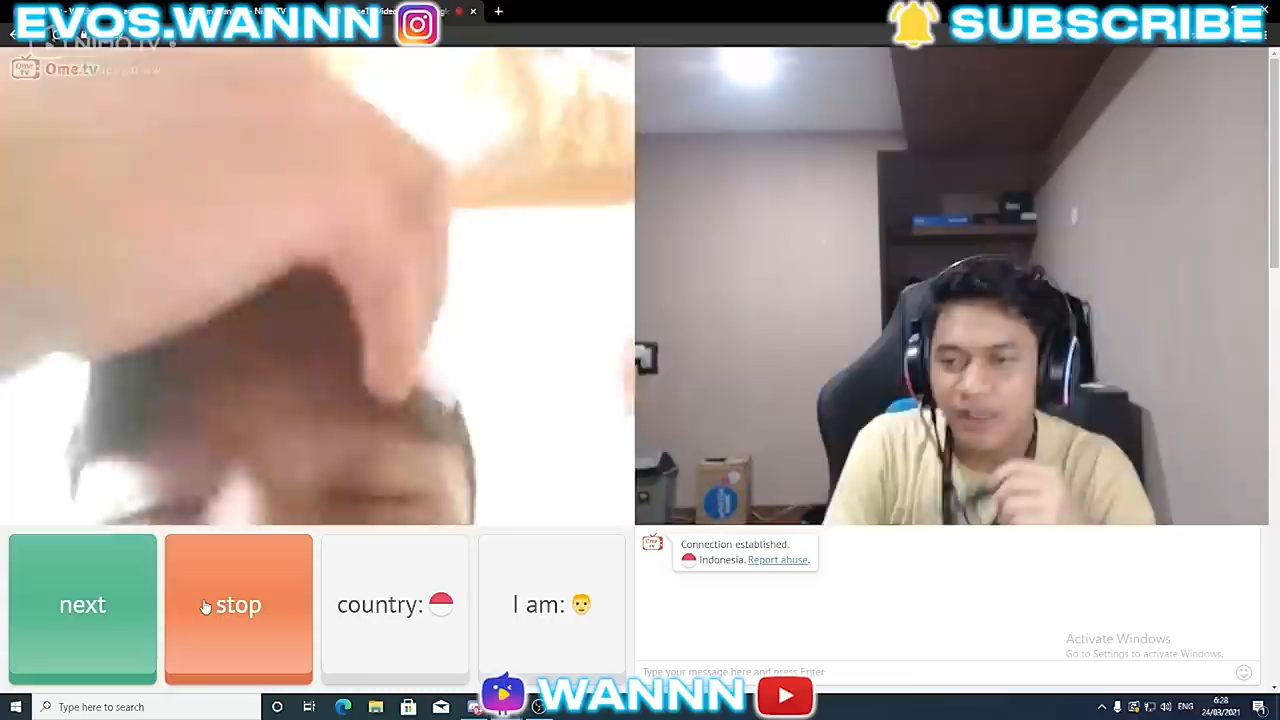 EVOS.WANNN
SUBSCRIBE
NIMO TV
Ome.tv
next
stop
country:
I am:
Connection established.
Indonesia. Report abuse.
Activate Windows
Go to Settings to activate Windows.
Type your message here and press Enter
WANNN
Type here to search
ENG
6:28
24/03/2021